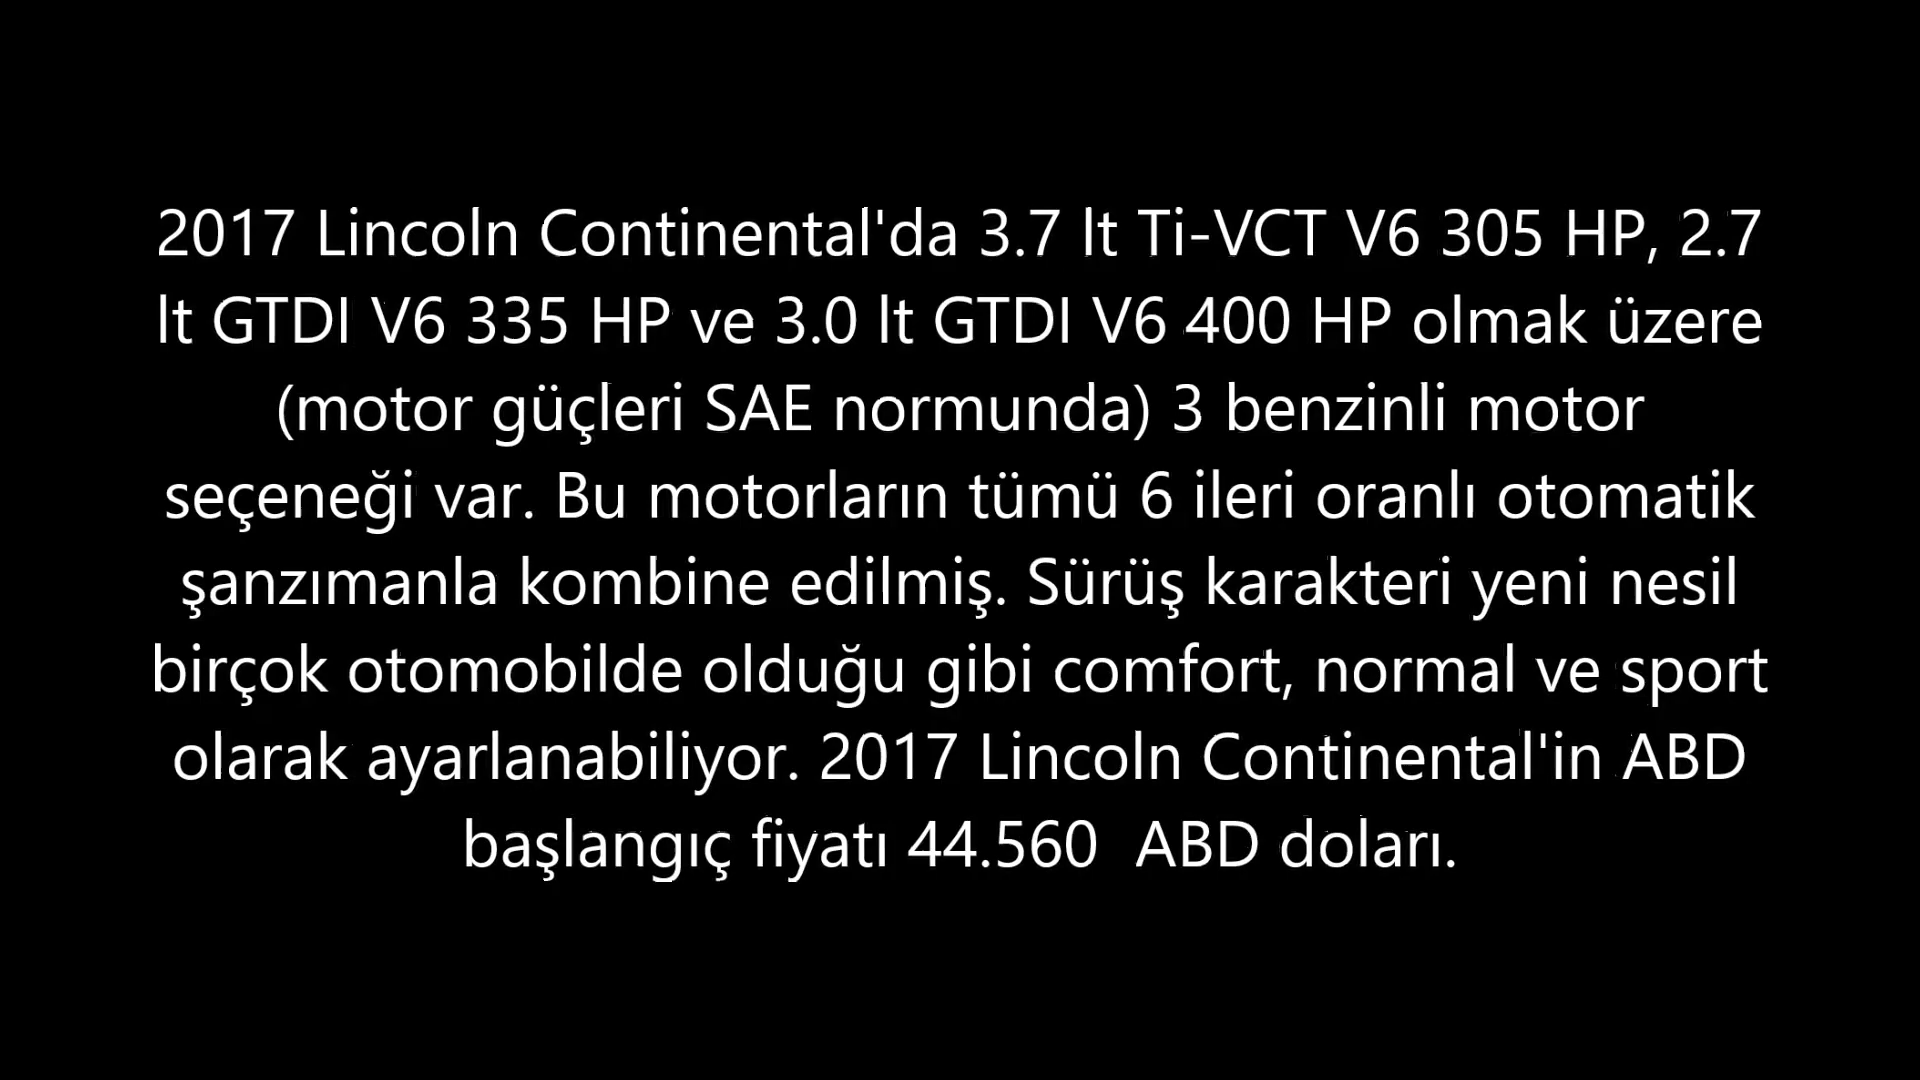 2017 Lincoln Continental'da 3.7 lt Ti-VCT V6 305 HP, 2.7
lt GTDI V6 335 HP ve 3.0 lt GTDI V6 400 HP olmak üzere
(motor güçleri SAE normunda) 3 benzinli motor
seçeneği var. Bu motorların tümü 6 ileri oranlı otomatik
şanzımanla kombine edilmiş. Sürüş karakteri yeni nesil
birçok otomobilde olduğu gibi comfort, normal ve sport
olarak ayarlanabiliyor. 2017 Lincoln Continental'in ABD
başlangıç fiyatı 44.560  ABD doları.